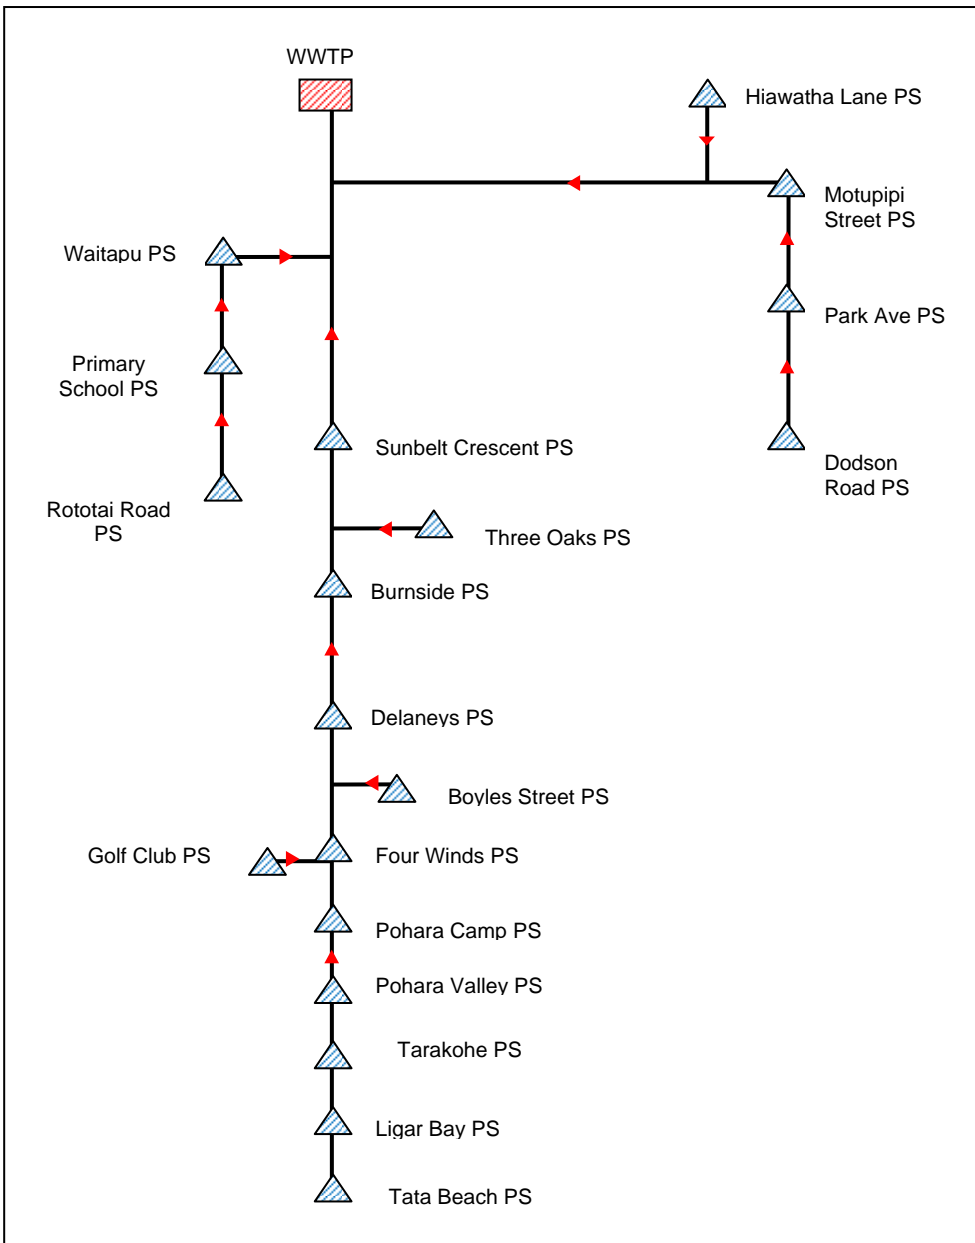 WWTP
Hiawatha Lane PS
Motupipi
Street PS
Waitapu PS
Park Ave PS
Primary
School PS
Sunbelt Crescent PS
Dodson
Road PS
Rototai Road
PS
Three Oaks PS
Burnside PS
Delaneys PS
Boyles Street PS
Golf Club PS
Four Winds PS
Pohara Camp PS
Pohara Valley PS
Tarakohe PS
Ligar Bay PS
Tata Beach PS